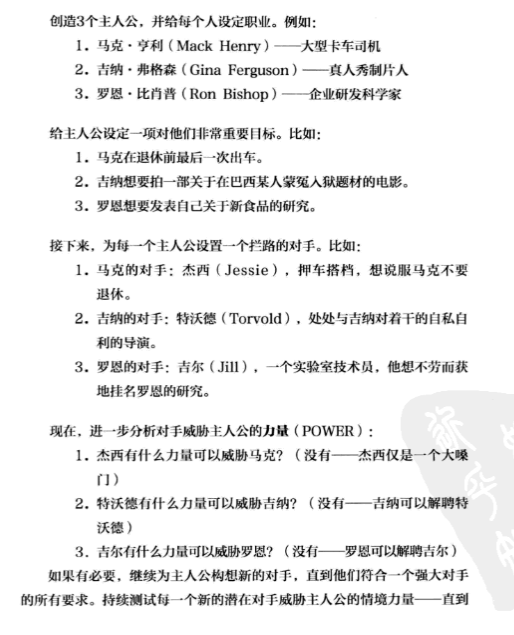 创造3个主人公，并给每个人设定职业。例如：
1. 马克·亨利（Mack Henry）——大型卡车司机
2. 吉纳·弗格森（Gina Ferguson）——真人秀制片人
3. 罗恩·比肖普（Ron Bishop）——企业研发科学家
给主人公设定一项对他们非常重要目标。比如：
1. 马克在退休前最后一次出车。
2. 吉纳想要拍一部关于在巴西某人蒙冤入狱题材的电影。
3. 罗恩想要发表自己关于新食品的研究。
接下来，为每一个主人公设置一个拦路的对手。比如：
1. 马克的对手：杰西（Jessie），押车搭档，想说服马克不要
退休。
2. 吉纳的对手：特沃德（Torvold），处处与吉纳对着干的自私自
利的导演。
3. 罗恩的对手：吉尔（Jill），一个实验室技术员，他想不劳而获
地挂名罗恩的研究。
现在，进一步分析对手威胁主人公的力量（POWER）：
1. 杰西有什么力量可以威胁马克？（没有——杰西仅是一个大嗓
门）
2. 特沃德有什么力量可以威胁吉纳？（没有——吉纳可以解聘特
沃德）
3. 吉尔有什么力量可以威胁罗恩？（没有——罗恩可以解聘吉尔）
如果有必要，继续为主人公构想新的对手，直到他们符合一个强大对手
的所有要求。持续测试每一个新的潜在对手威胁主人公的情境力量——直到